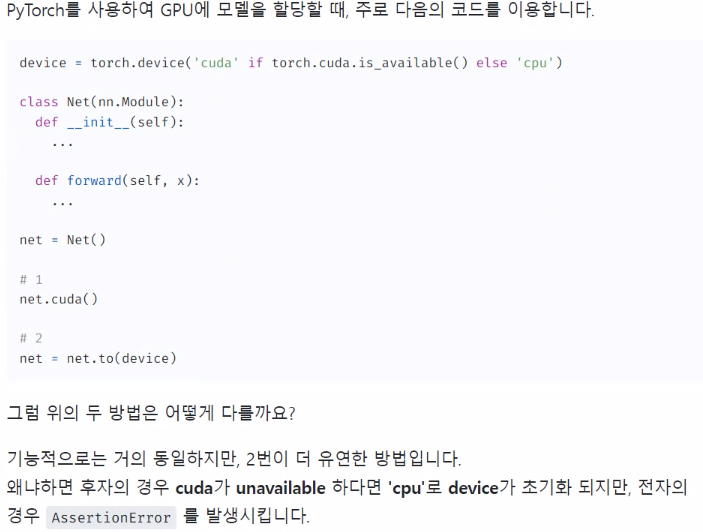 PyTorch를 사용하여 GPU에 모델을 할당할 때, 주로 다음의 코드를 이용합니다.
device = torch.device('cuda' if torch.cuda.is_available() else 'cpu')
class Net(nn.Module):
  def __init__(self):
    ...
  def forward(self, x):
    ...
net = Net()
# 1
net.cuda()
# 2
net = net.to(device)
그럼 위의 두 방법은 어떻게 다를까요?
기능적으로는 거의 동일하지만, 2번이 더 유연한 방법입니다.
왜냐하면 후자의 경우 cuda가 unavailable 하다면 'cpu'로 device가 초기화 되지만, 전자의
경우 AssertionError 를 발생시킵니다.